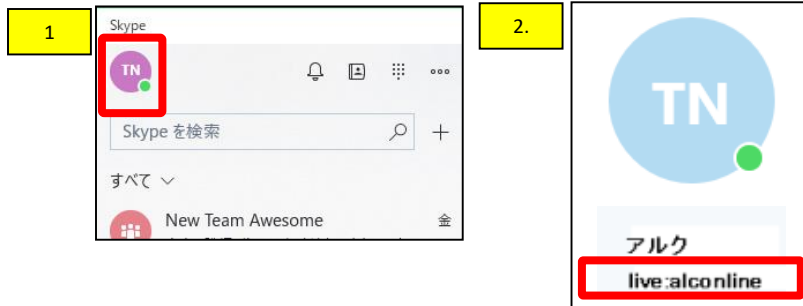 1
Skype
TN
Skype を検索
すべて
New Team Awesome
金
2.
TN
アルク
live:alconline